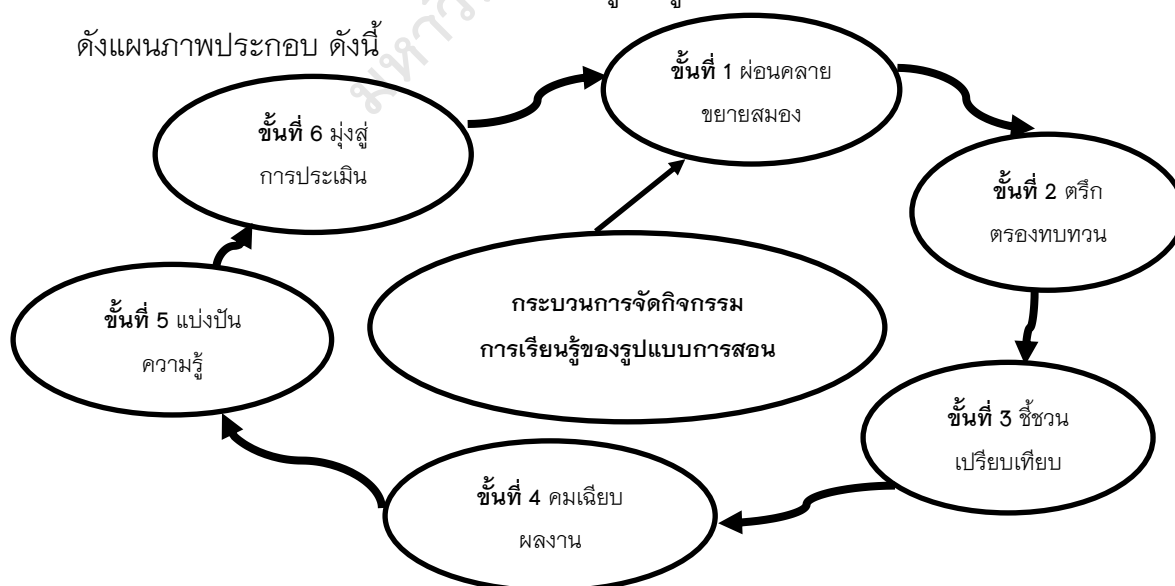 ดังแผนภาพประกอบ ดังนี้
ขั้นที่ 1 ผ่อนคลาย
ขยายสมอง
ขั้นที่ 2 ตรึก
ตรองทบทวน
ขั้นที่ 3 ชี้ชวน
เปรียบเทียบ
ขั้นที่ 4 คมเฉียบ
ผลงาน
ขั้นที่ 5 แบ่งปัน
ความรู้
ขั้นที่ 6 มุ่งสู่
การประเมิน
กระบวนการจัดกิจกรรม
การเรียนรู้ของรูปแบบการสอน